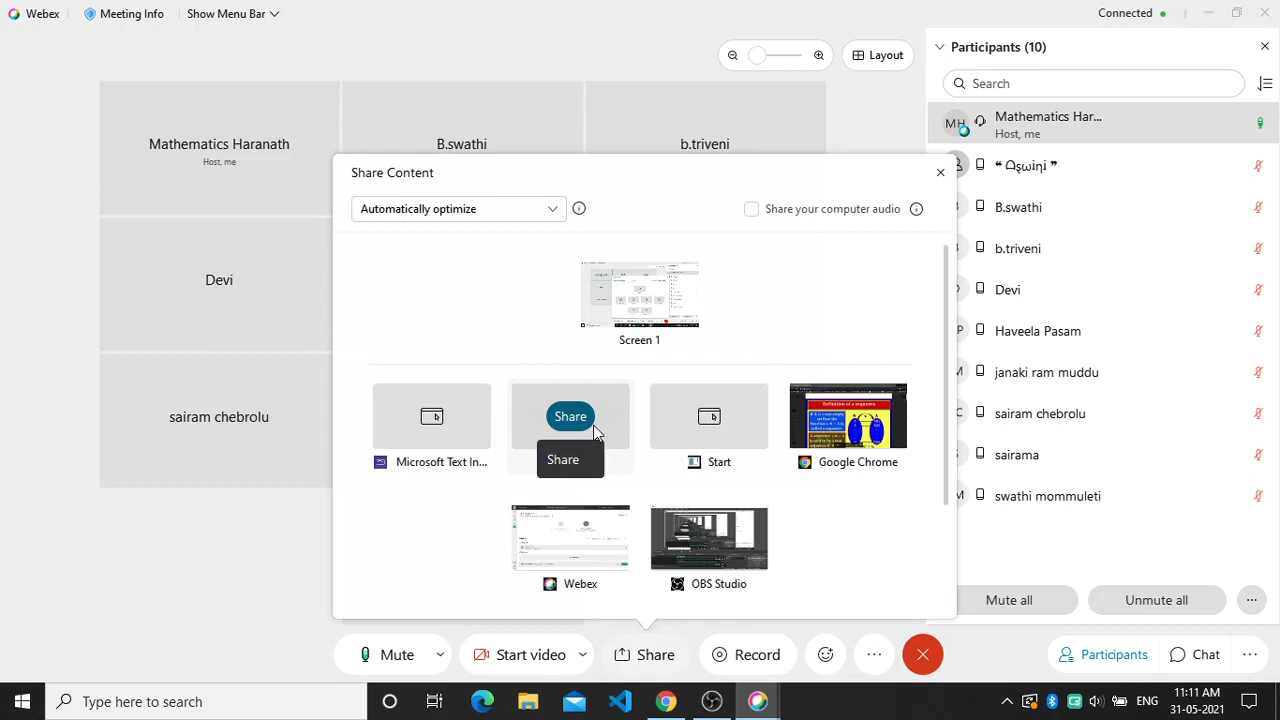 Webex Meeting Info Show Menu Bar Connected
Layout
Participants (10)
Search
Mathematics Haranath
Host, me
B.swathi
b.triveni
Devi
sairam chebrolu
Share Content
Automatically optimize
Share your computer audio
Screen 1
Share
Share
Microsoft Text In...
Start
Google Chrome
Definition of a sequence
Webex
OBS Studio
MH
Mathematics Har...
Host, me
B.swathi
b.triveni
Devi
Haveela Pasam
janaki ram muddu
sairam chebrolu
sairama
swathi mommuleti
Mute all
Unmute all
...
Mute
Start video
Share
Record
...
Participants
Chat
...
Type here to search
ENG
11:11 AM
31-05-2021